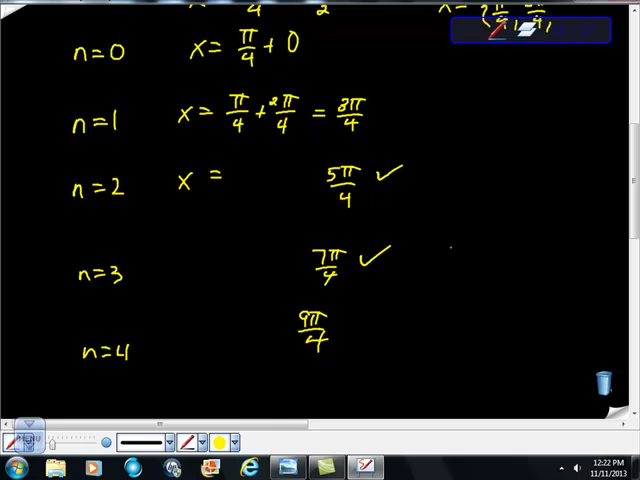 n=0 x= π/4 + 0
n=1 x= π/4 + 2π/4 = 3π/4
n=2 x = 5π/4 ✓
n=3 7π/4 ✓
n=4 9π/4
MENU
12:22 PM
11/11/2013